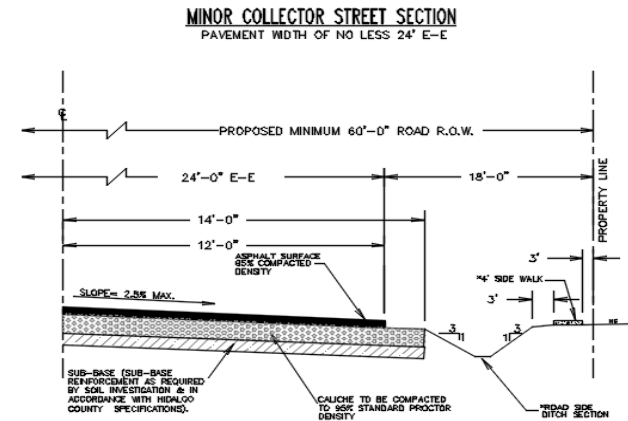 MINOR COLLECTOR STREET SECTION
PAVEMENT WIDTH OF NO LESS 24' E-E
℄
PROPOSED MINIMUM 60'-0" ROAD R.O.W.
24'-0" E-E
18'-0"
PROPERTY LINE
14'-0"
12'-0"
ASPHALT SURFACE
95% COMPACTED
DENSITY
3'
*4' SIDE WALK
3'
SLOPE= 2.5% MAX.
3
1
3
1
SUB-BASE (SUB-BASE
REINFORCEMENT AS REQUIRED
BY SOIL INVESTIGATION & IN
ACCORDANCE WITH HIDALGO
COUNTY SPECIFICATIONS).
CALICHE TO BE COMPACTED
TO 95% STANDARD PROCTOR
DENSITY
*ROAD SIDE
DITCH SECTION